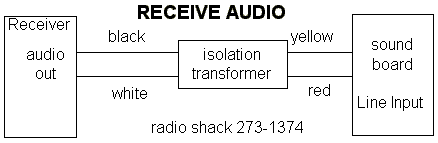 RECEIVE AUDIO
Receiver
audio
out
black
white
isolation
transformer
yellow
red
sound
board
Line Input
radio shack 273-1374